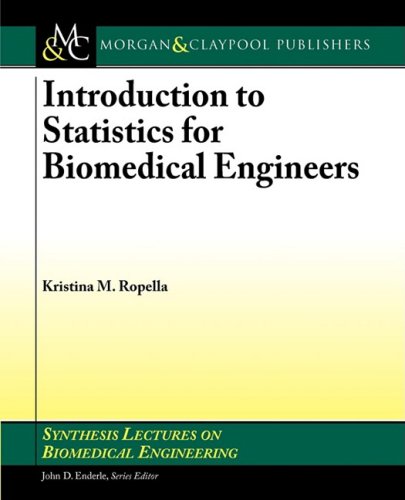 M&C MORGAN&CLAYPOOL PUBLISHERS
Introduction to
Statistics for
Biomedical Engineers
Kristina M. Ropella
SYNTHESIS LECTURES ON
BIOMEDICAL ENGINEERING
John D. Enderle, Series Editor